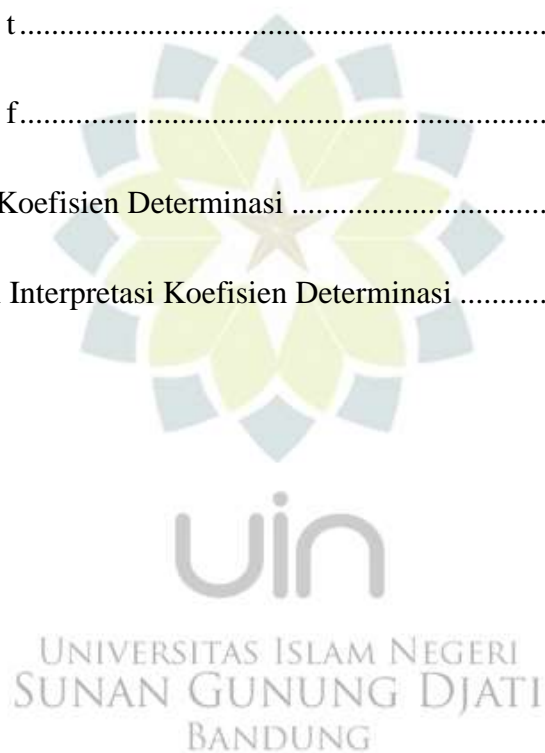 t...............................................................
f...............................................................
Koefisien Determinasi ................................
Interpretasi Koefisien Determinasi ...........
uin
UNIVERSITAS ISLAM NEGERI
SUNAN GUNUNG DJATI
BANDUNG